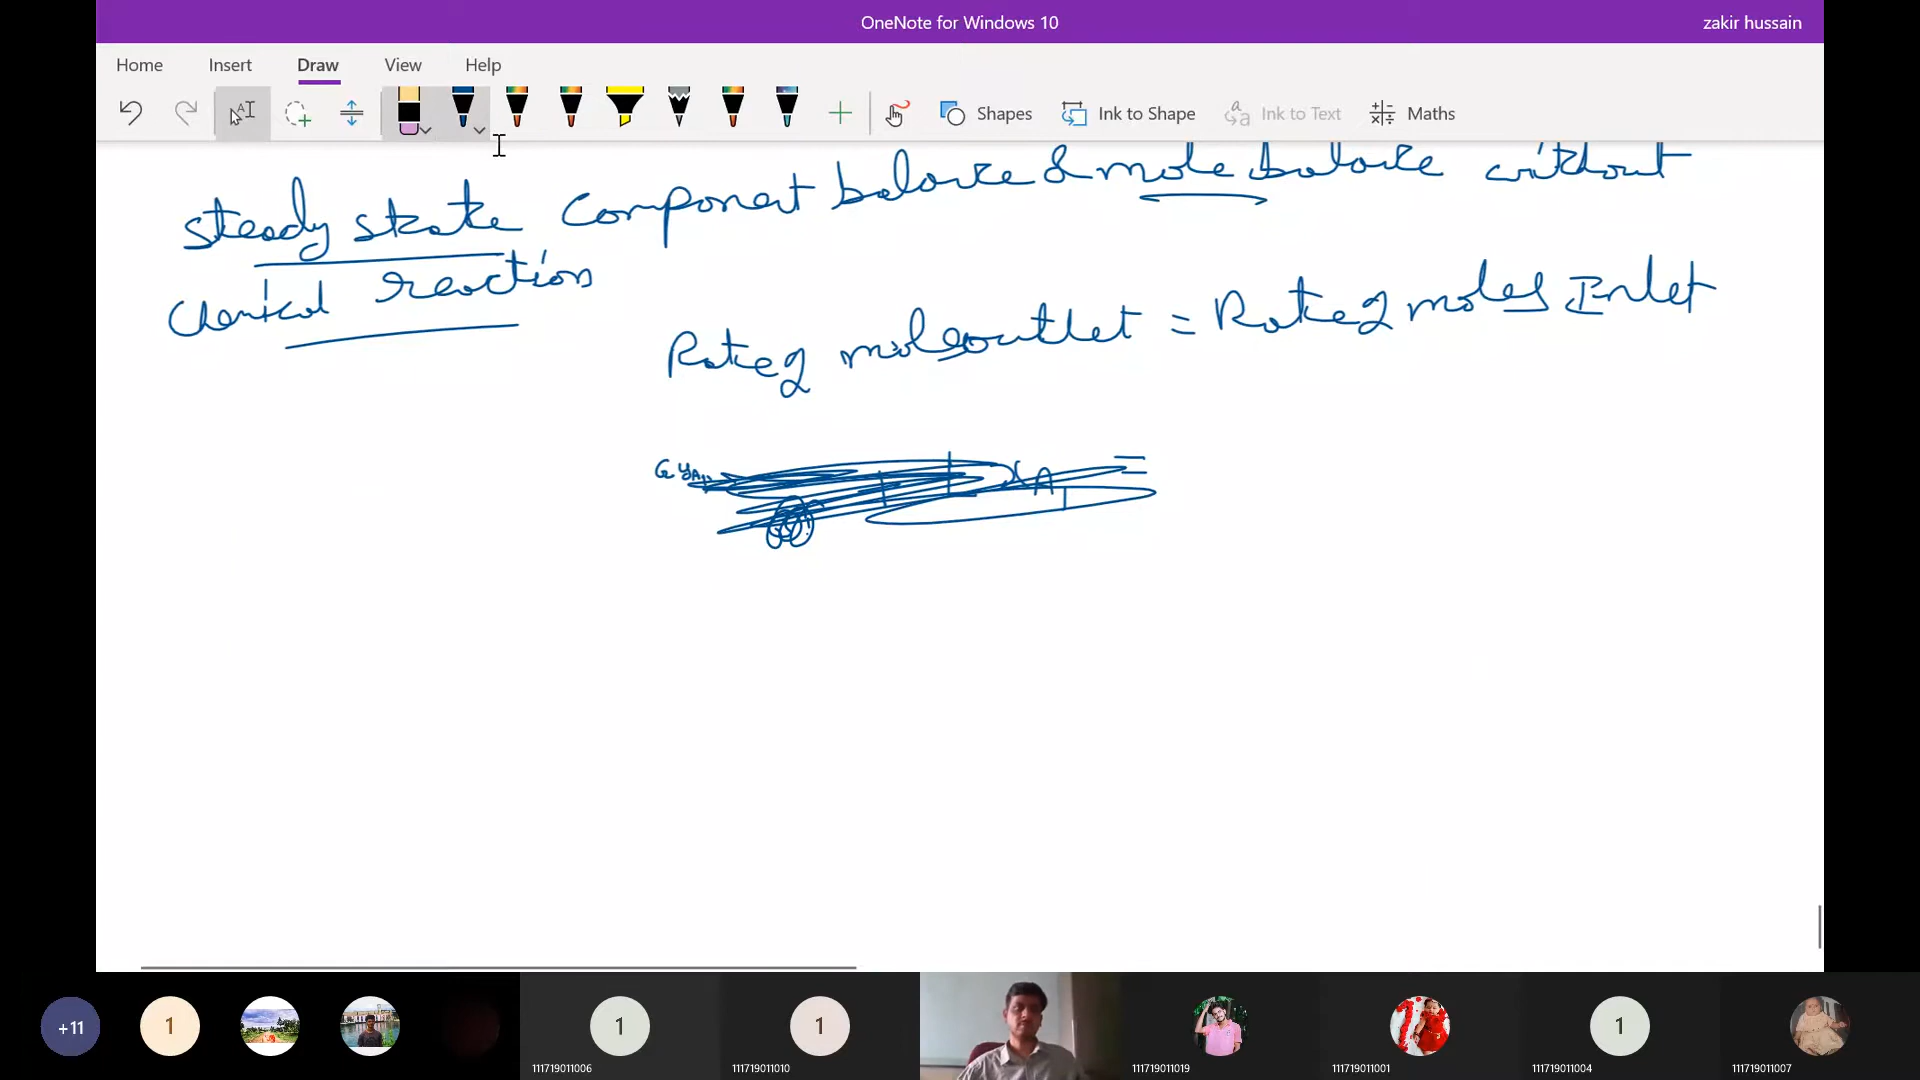 OneNote for Windows 10
zakir hussain
Home Insert Draw View Help
Shapes Ink to Shape Ink to Text Maths
steady state component balance & mole balance without
chemical reaction
Rate of moles outlet = Rate of moles Inlet
G yA1
XA1 =
+11 1 1 1 1
111719011006 111719011010 111719011019 111719011001 111719011004 111719011007